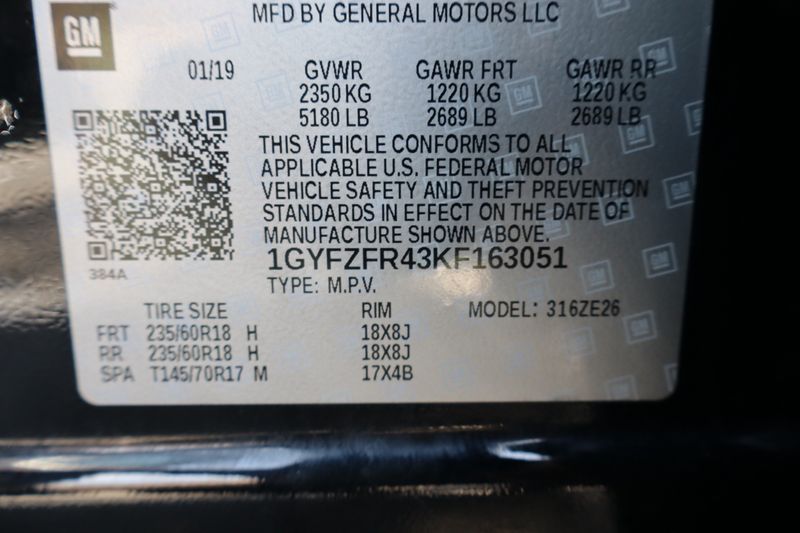 GM
MFD BY GENERAL MOTORS LLC
01/19 GVWR GAWR FRT GAWR RR
2350 KG 1220 KG 1220 KG
5180 LB 2689 LB 2689 LB
THIS VEHICLE CONFORMS TO ALL
APPLICABLE U.S. FEDERAL MOTOR
VEHICLE SAFETY AND THEFT PREVENTION
STANDARDS IN EFFECT ON THE DATE OF
MANUFACTURE SHOWN ABOVE.
384A
1GYFZFR43KF163051
TYPE: M.P.V.
TIRE SIZE RIM MODEL: 316ZE26
FRT 235/60R18 H 18X8J
RR 235/60R18 H 18X8J
SPA T145/70R17 M 17X4B